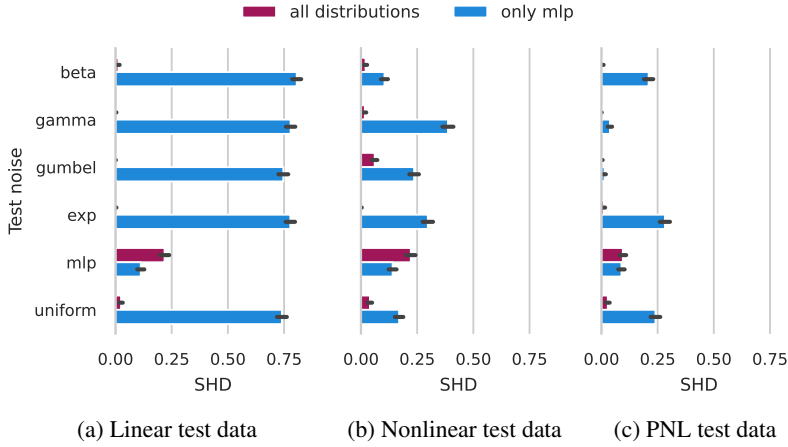 all distributions only mlp
Test noise
beta
gamma
gumbel
exp
mlp
uniform
0.00 0.25 0.50 0.75 0.00 0.25 0.50 0.75 0.00 0.25 0.50 0.75
SHD SHD SHD
(a) Linear test data (b) Nonlinear test data (c) PNL test data